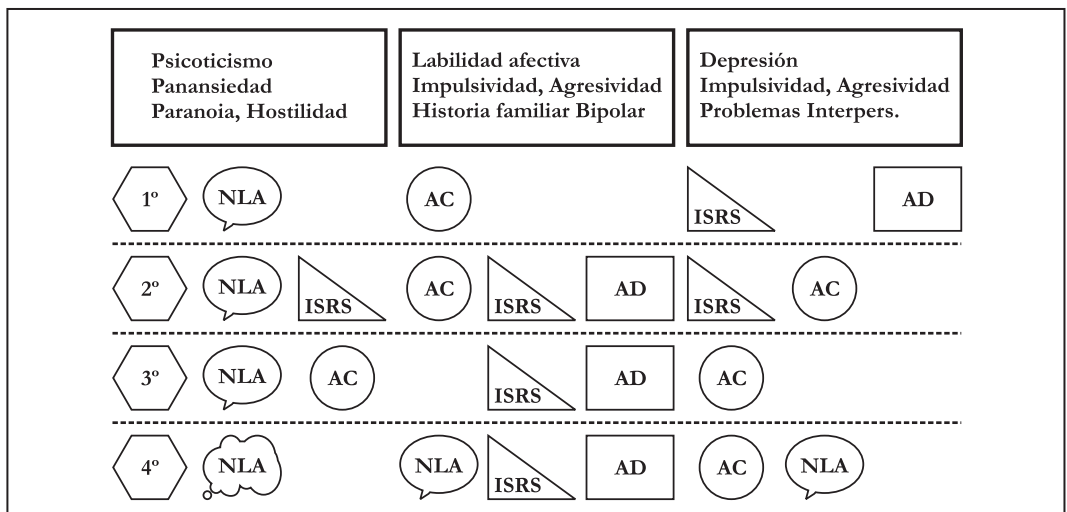 Psicoticismo
Panansiedad
Paranoia, Hostilidad
Labilidad afectiva
Impulsividad, Agresividad
Historia familiar Bipolar
Depresión
Impulsividad, Agresividad
Problemas Interpers.
1º NLA AC ISRS AD
2º NLA ISRS AC ISRS AD ISRS AC
3º NLA AC ISRS AD AC
4º NLA NLA ISRS AD AC NLA